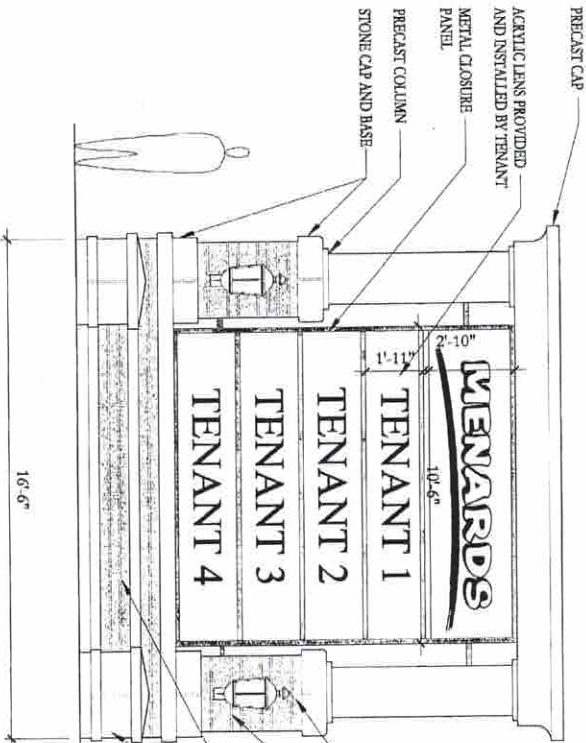 PRECAST CAP
ACRYLIC LENS PROVIDED
AND INSTALLED BY TENANT
METAL CLOSURE
PANEL
PRECAST COLUMN
STONE CAP AND BASE
MENARDS
2'-10"
10'-6"
1'-11"
TENANT 1
TENANT 2
TENANT 3
TENANT 4
16'-6"